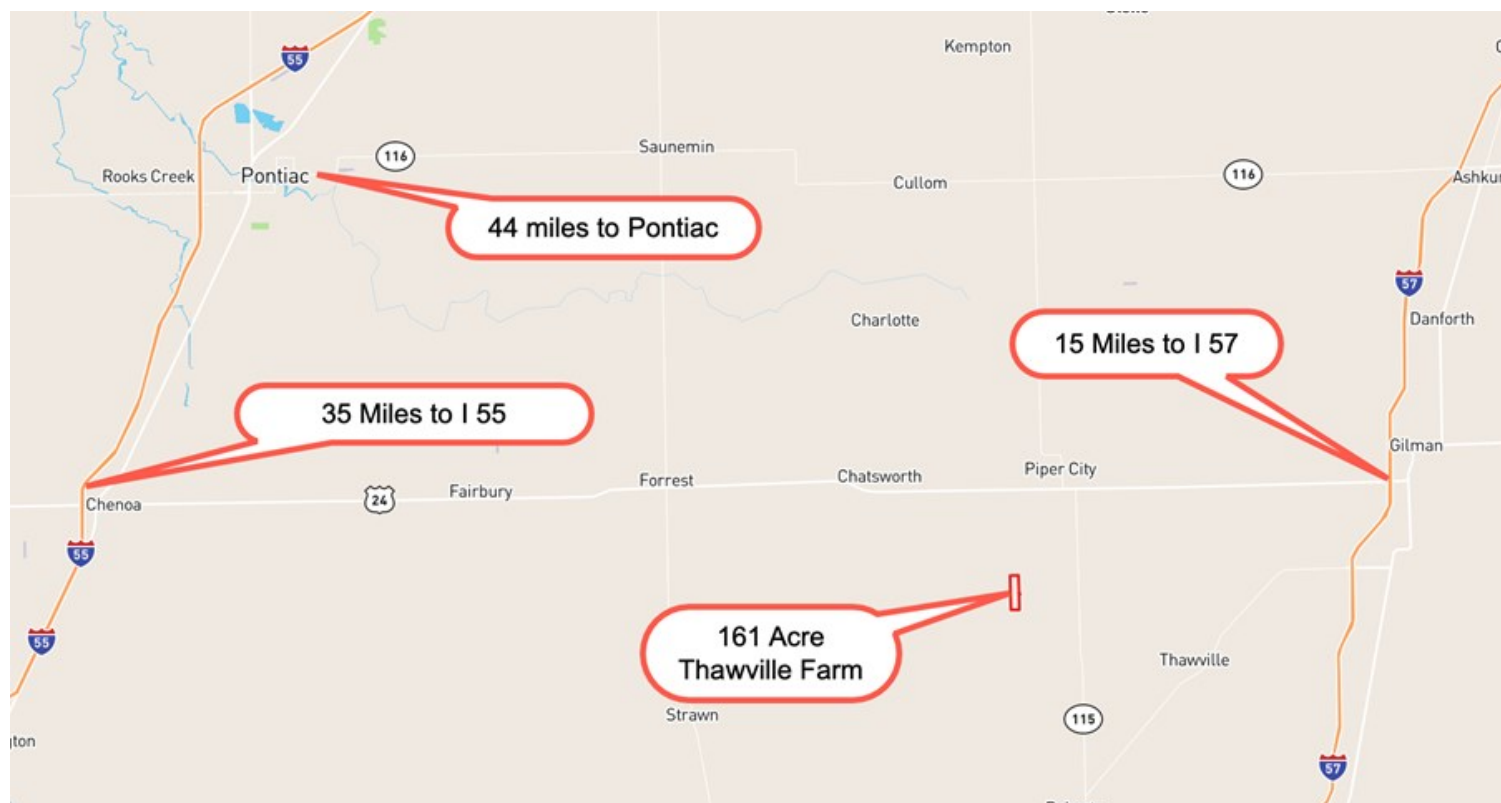 Kempton
55
116
Saunemin
Rooks Creek
Pontiac
116
Cullom
44 miles to Pontiac
57
Charlotte
Danforth
15 Miles to I 57
35 Miles to I 55
Gilman
Piper City
Chatsworth
Forrest
Fairbury
24
Chenoa
55
161 Acre
Thawville Farm
55
Thawville
Strawn
115
57